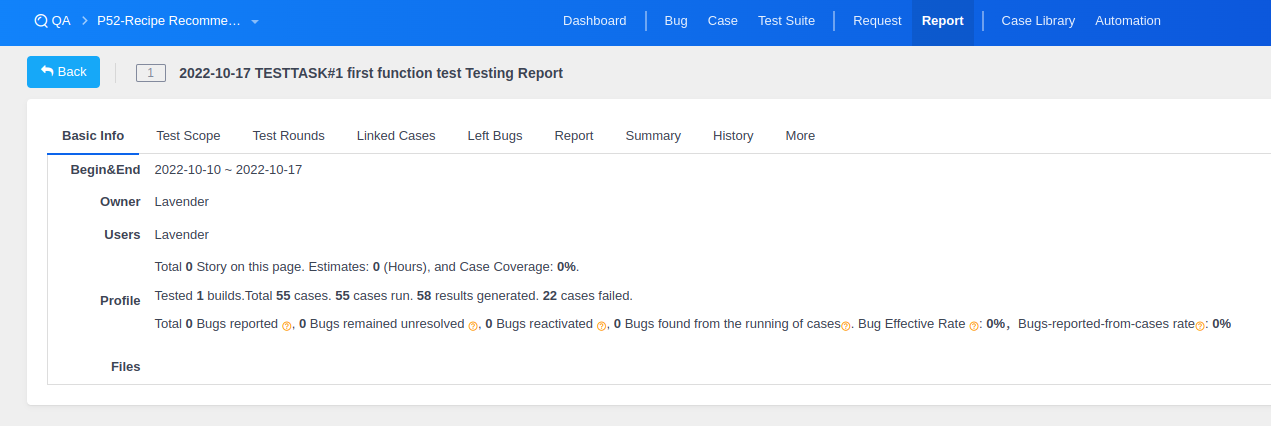 QA P52-Recipe Recomme... Dashboard Bug Case Test Suite Request Report Case Library Automation
Back 1 2022-10-17 TESTTASK#1 first function test Testing Report
Basic Info Test Scope Test Rounds Linked Cases Left Bugs Report Summary History More
Begin&End 2022-10-10 ~ 2022-10-17
Owner Lavender
Users Lavender
Total 0 Story on this page. Estimates: 0 (Hours), and Case Coverage: 0%.
Profile Tested 1 builds.Total 55 cases. 55 cases run. 58 results generated. 22 cases failed.
Total 0 Bugs reported ?, 0 Bugs remained unresolved ?, 0 Bugs reactivated ?, 0 Bugs found from the running of cases?. Bug Effective Rate ?: 0%，Bugs-reported-from-cases rate?: 0%
Files